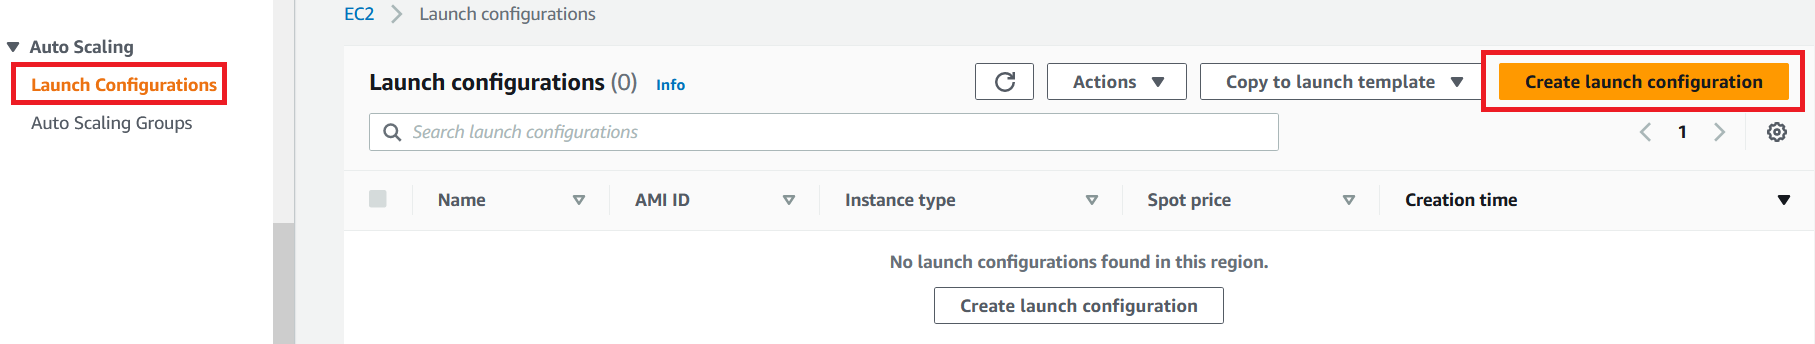 EC2 > Launch configurations
Auto Scaling
Launch Configurations
Auto Scaling Groups
Launch configurations (0) Info
Actions
Copy to launch template
Create launch configuration
Search launch configurations
1
Name AMI ID Instance type Spot price Creation time
No launch configurations found in this region.
Create launch configuration